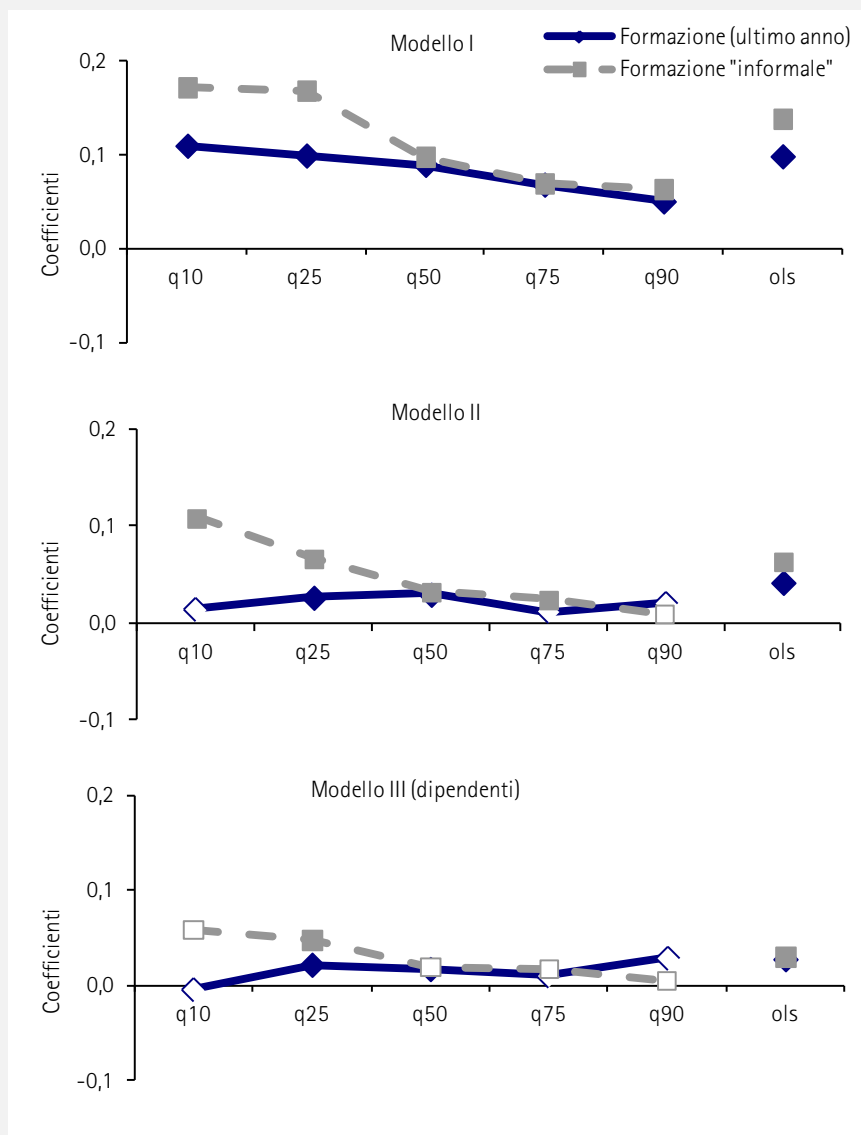 Modello I
Formazione (ultimo anno)
Formazione "informale"
Coefficienti
0,2
0,1
0,0
-0,1
q10 q25 q50 q75 q90 ols
Modello II
Coefficienti
0,2
0,1
0,0
-0,1
q10 q25 q50 q75 q90 ols
Modello III (dipendenti)
Coefficienti
0,2
0,1
0,0
-0,1
q10 q25 q50 q75 q90 ols